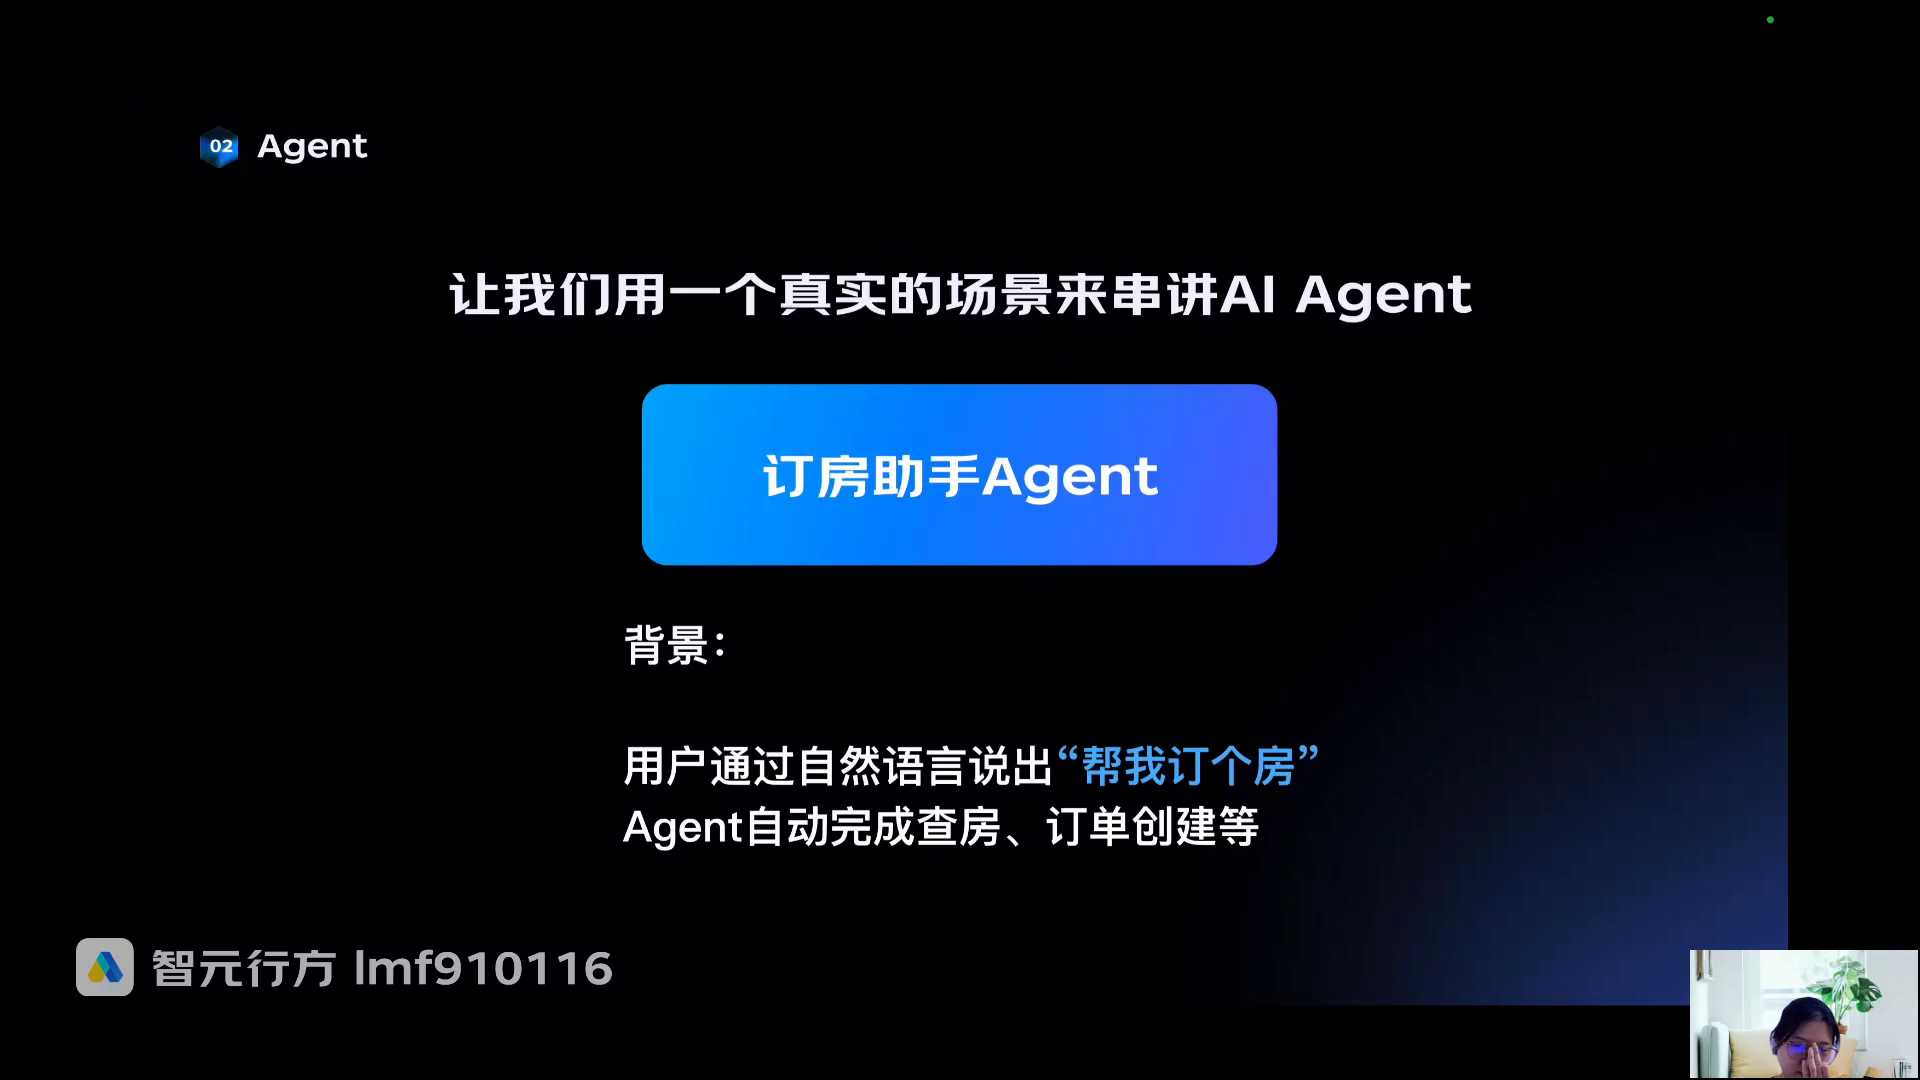 02 Agent
让我们用一个真实的场景来串讲AI Agent
订房助手Agent
背景：
用户通过自然语言说出“帮我订个房”
Agent自动完成查房、订单创建等
智元行方 lmf910116